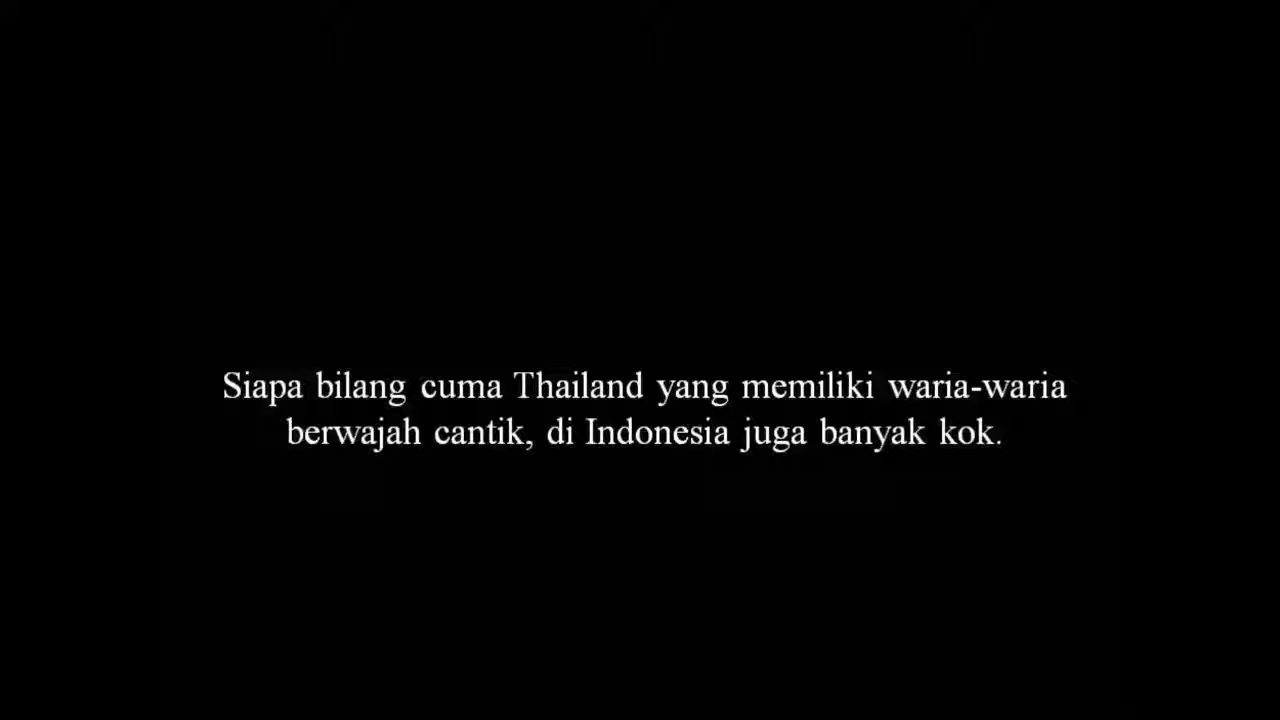 Siapa bilang cuma Thailand yang memiliki waria-waria
berwajah cantik, di Indonesia juga banyak kok.